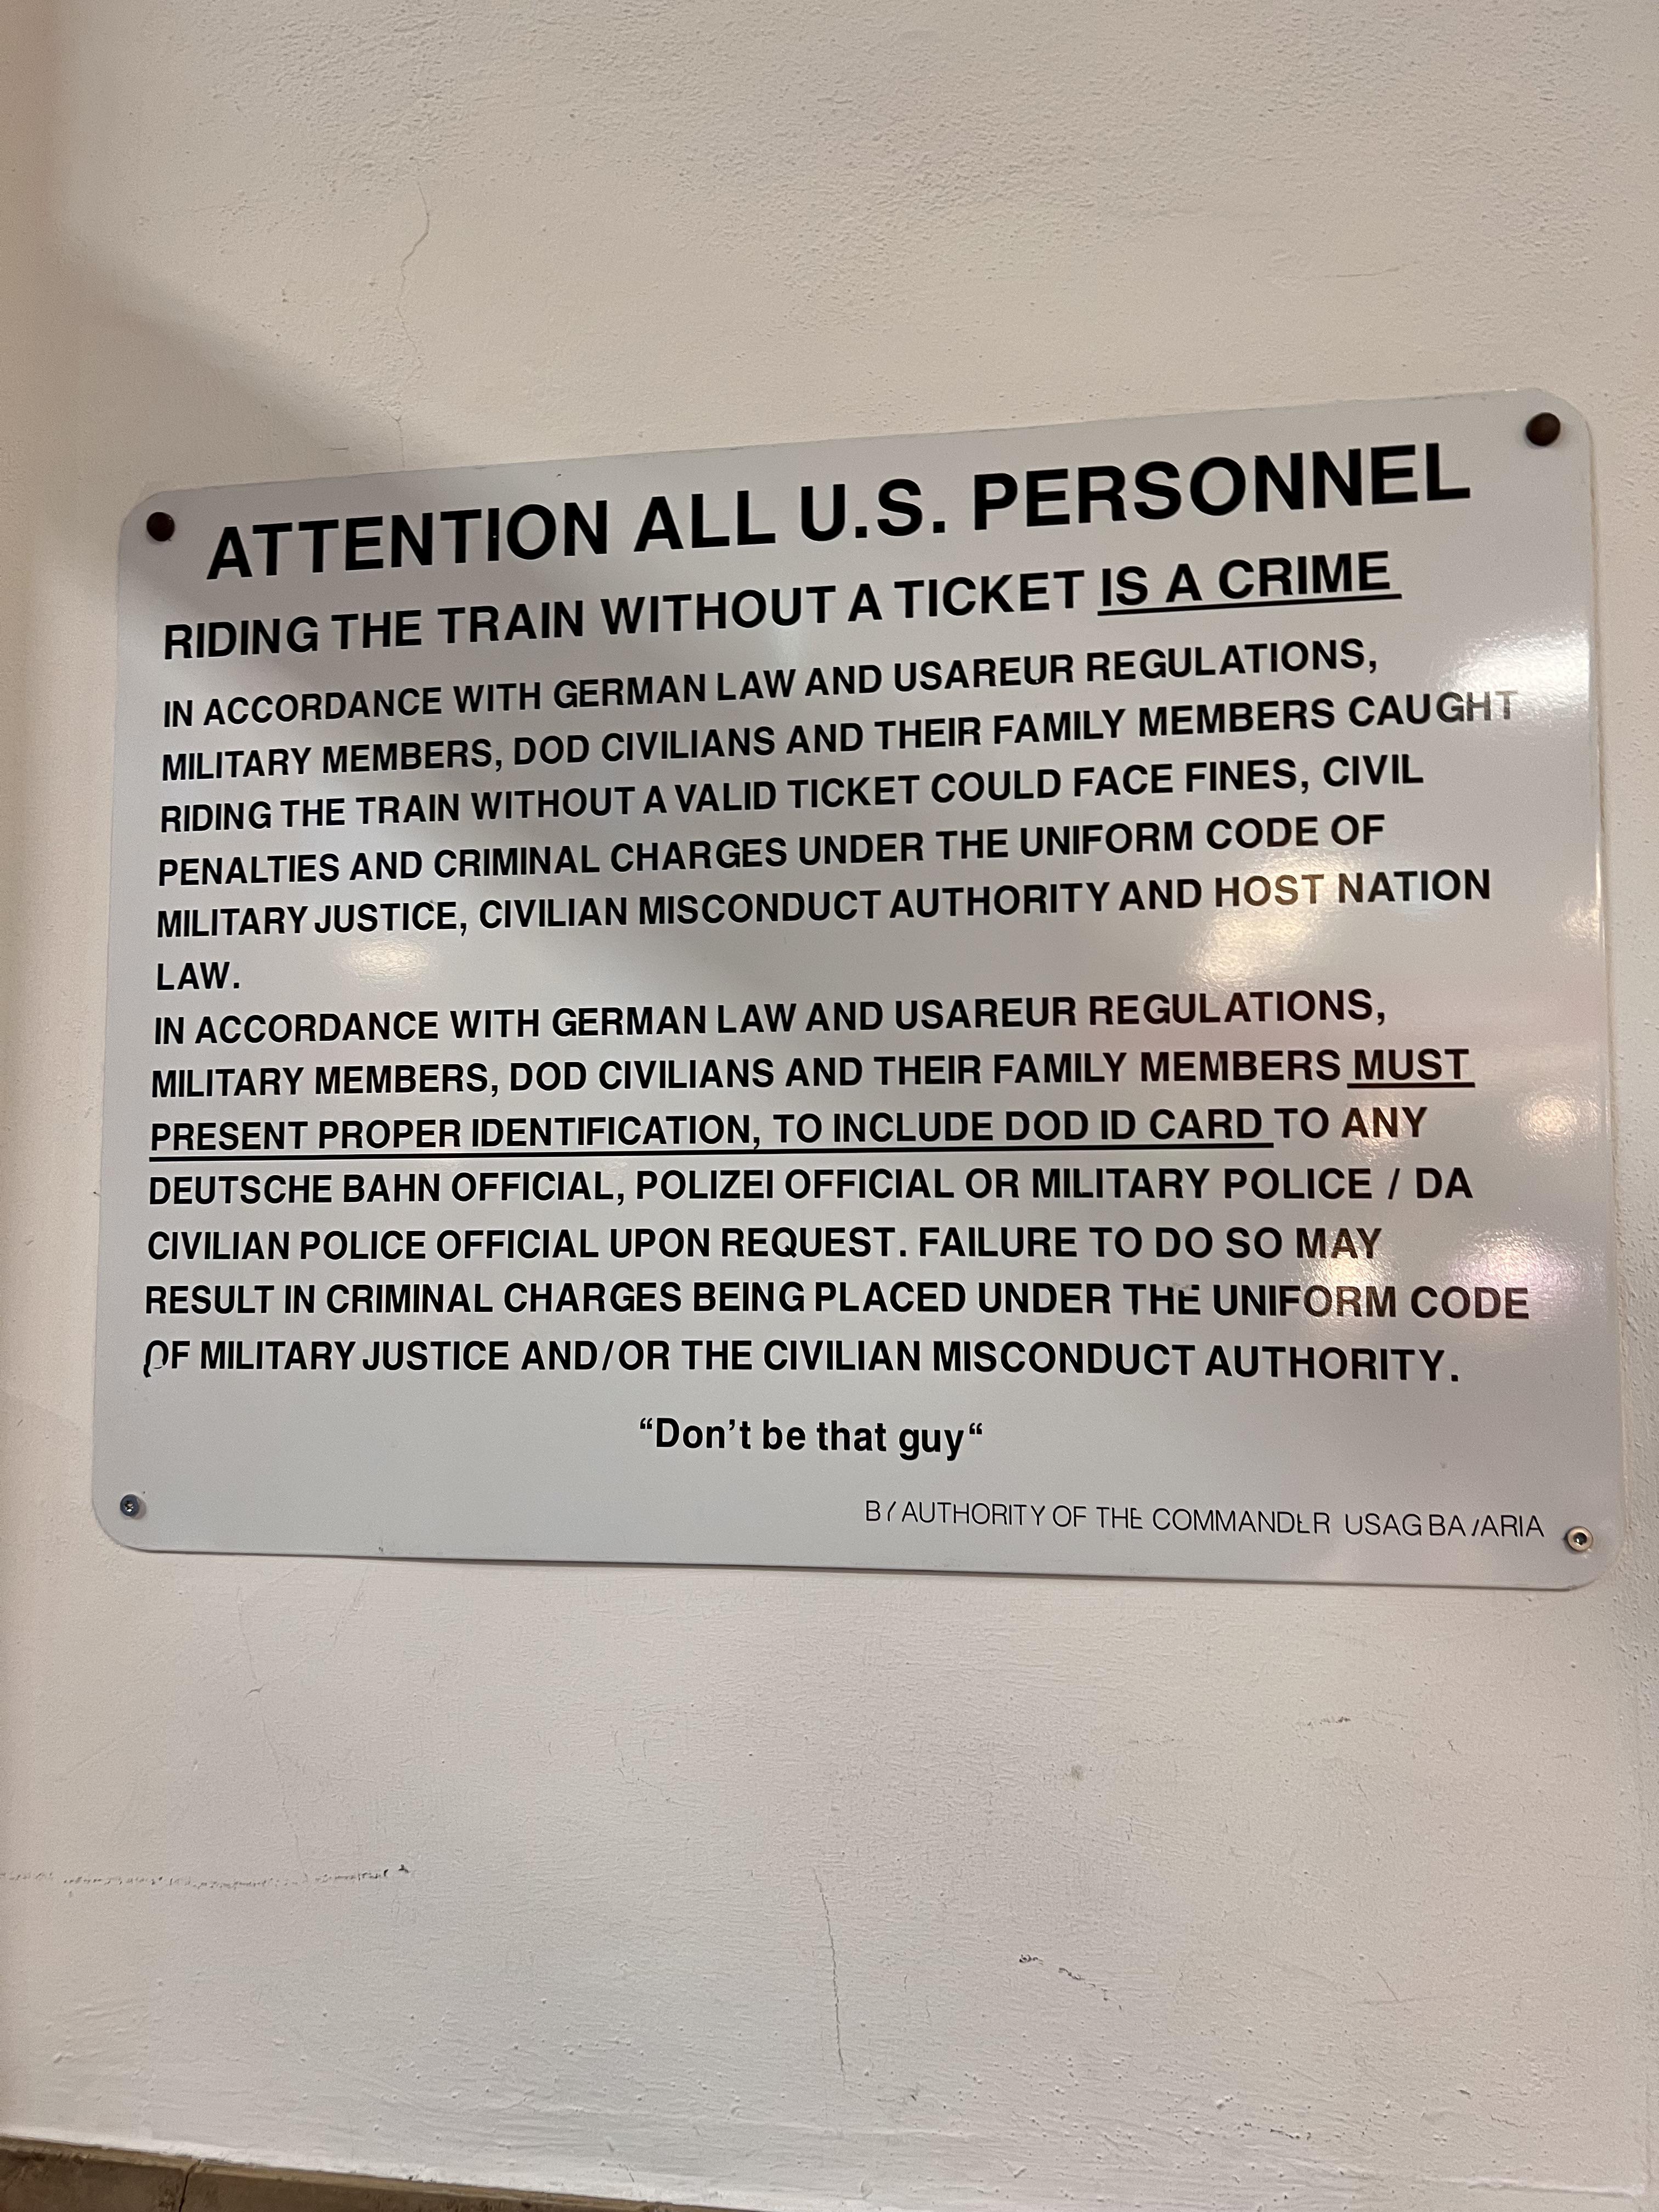 ATTENTION ALL U.S. PERSONNEL
RIDING THE TRAIN WITHOUT A TICKET IS A CRIME
IN ACCORDANCE WITH GERMAN LAW AND USAREUR REGULATIONS,
MILITARY MEMBERS, DOD CIVILIANS AND THEIR FAMILY MEMBERS CAUGHT
RIDING THE TRAIN WITHOUT A VALID TICKET COULD FACE FINES, CIVIL
PENALTIES AND CRIMINAL CHARGES UNDER THE UNIFORM CODE OF
MILITARY JUSTICE, CIVILIAN MISCONDUCT AUTHORITY AND HOST NATION
LAW.
IN ACCORDANCE WITH GERMAN LAW AND USAREUR REGULATIONS,
MILITARY MEMBERS, DOD CIVILIANS AND THEIR FAMILY MEMBERS MUST
PRESENT PROPER IDENTIFICATION, TO INCLUDE DOD ID CARD TO ANY
DEUTSCHE BAHN OFFICIAL, POLIZEI OFFICIAL OR MILITARY POLICE / DA
CIVILIAN POLICE OFFICIAL UPON REQUEST. FAILURE TO DO SO MAY
RESULT IN CRIMINAL CHARGES BEING PLACED UNDER THE UNIFORM CODE
OF MILITARY JUSTICE AND/OR THE CIVILIAN MISCONDUCT AUTHORITY.
“Don’t be that guy“
BY AUTHORITY OF THE COMMANDER USAG BAVARIA